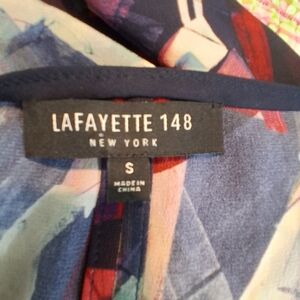 LAFAYETTE 148
NEW YORK
S
MADE IN
CHINA